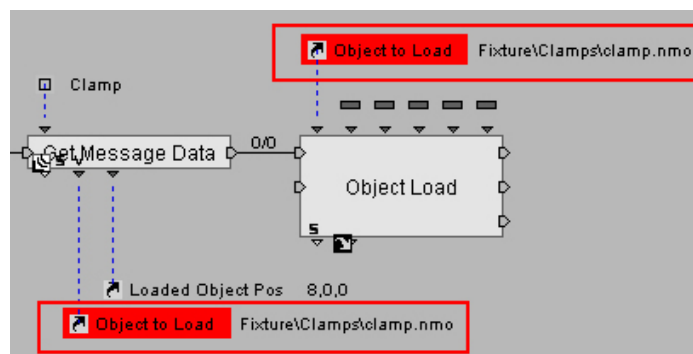 Object to Load Fixture\Clamps\clamp.nmo
Clamp
Get Message Data
0/0
Object Load
S
V
S
Loaded Object Pos 8,0,0
Object to Load Fixture\Clamps\clamp.nmo